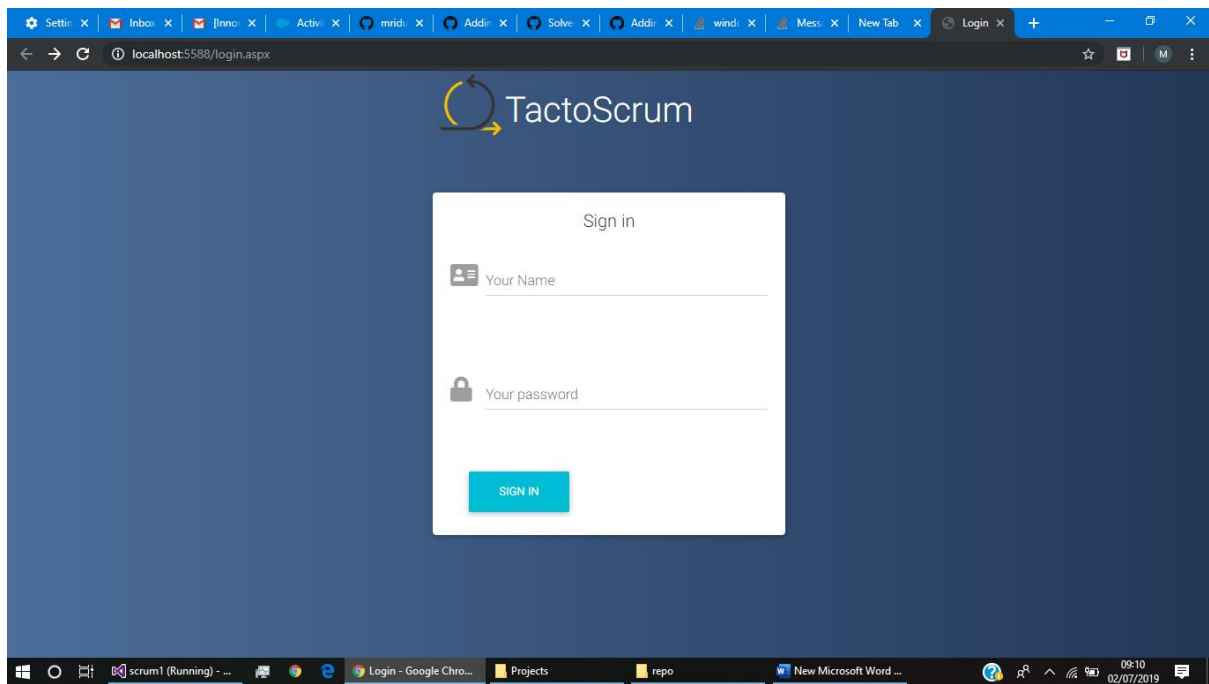 Settin Inbox [Inno Activi mridu Addin Solve Addir windo Mess New Tab Login
localhost:5588/login.aspx M
TactoScrum
Sign in
Your Name
Your password
SIGN IN
scrum1 (Running) - ... Login - Google Chro... Projects repo New Microsoft Word ... 09:10
02/07/2019